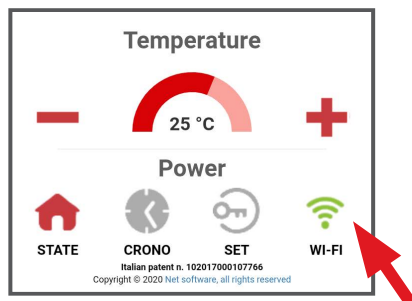 Temperature
25 °C
Power
STATE CRONO SET WI-FI
Italian patent n. 102017000107766
Copyright © 2020 Net software, all rights reserved